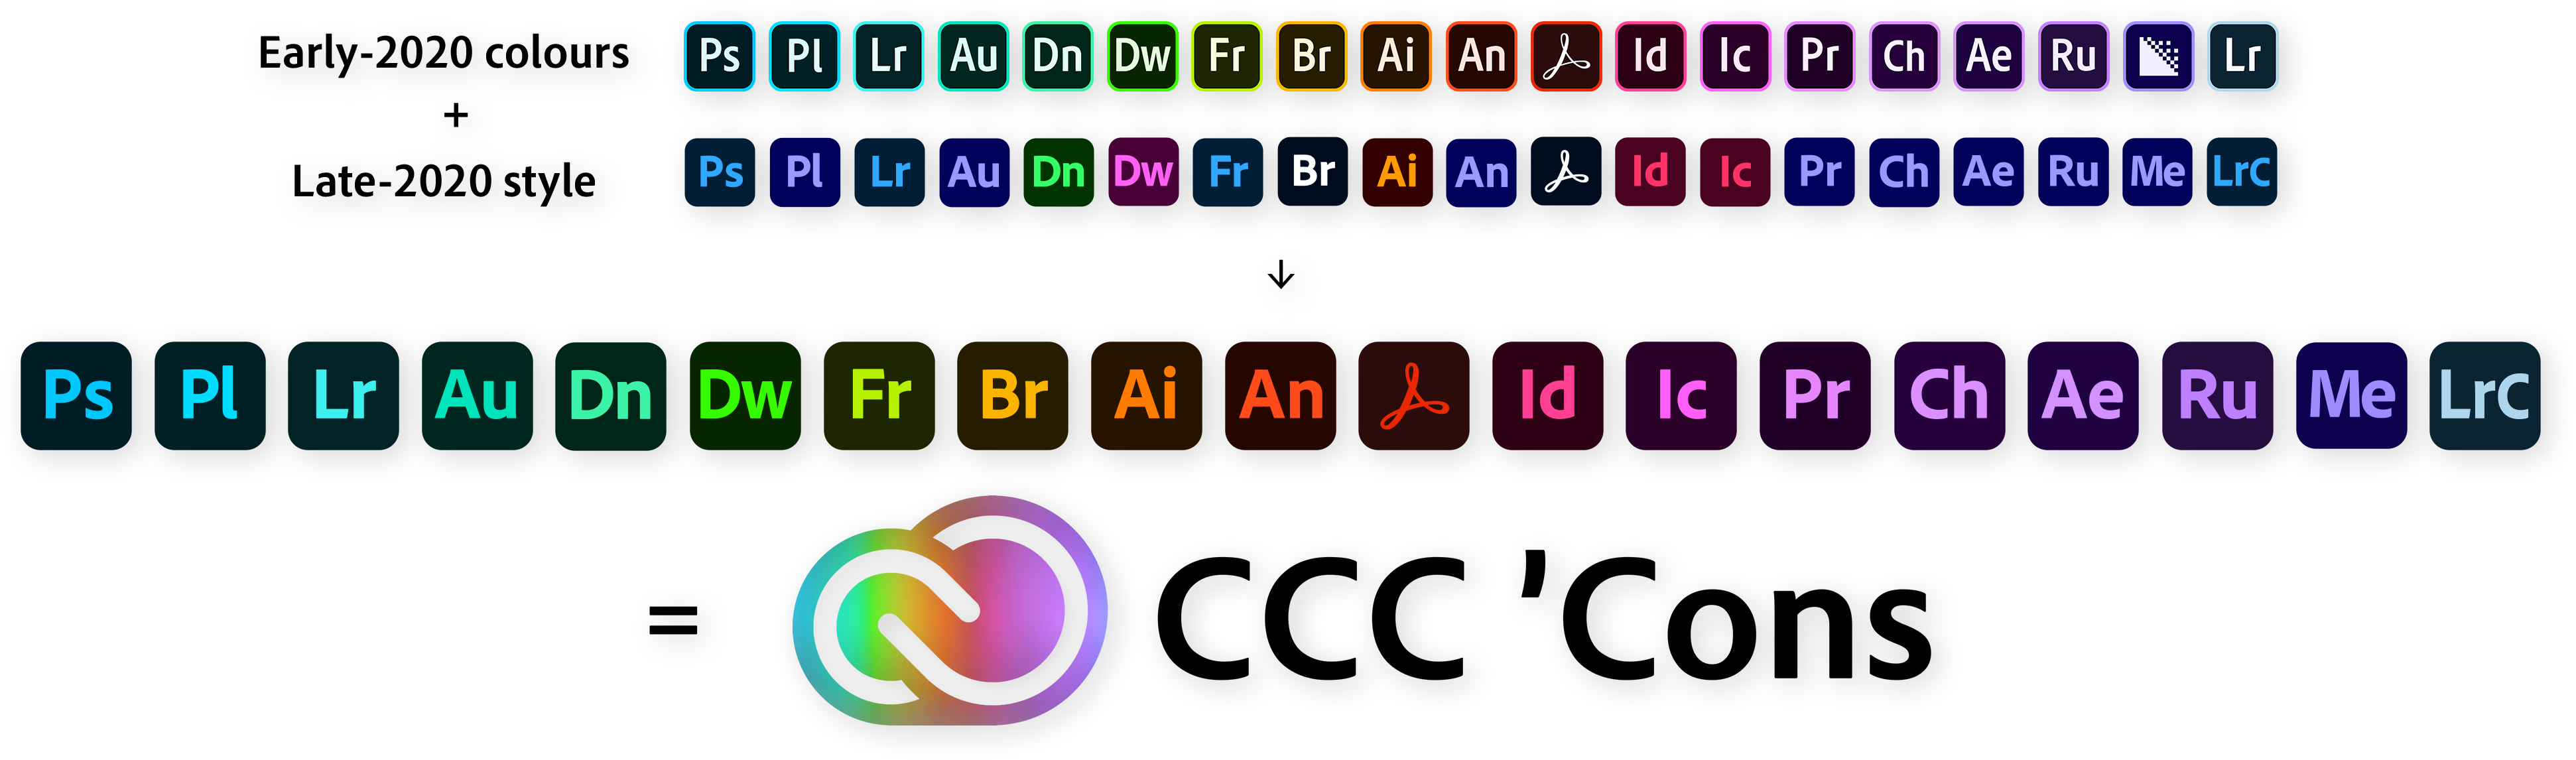 Early-2020 colours
Ps Pl Lr Au Dn Dw Fr Br Ai An Id Ic Pr Ch Ae Ru Lr
+
Late-2020 style
Ps Pl Lr Au Dn Dw Fr Br Ai An Id Ic Pr Ch Ae Ru Me LrC
↓
Ps Pl Lr Au Dn Dw Fr Br Ai An Id Ic Pr Ch Ae Ru Me LrC
= CCC ’Cons